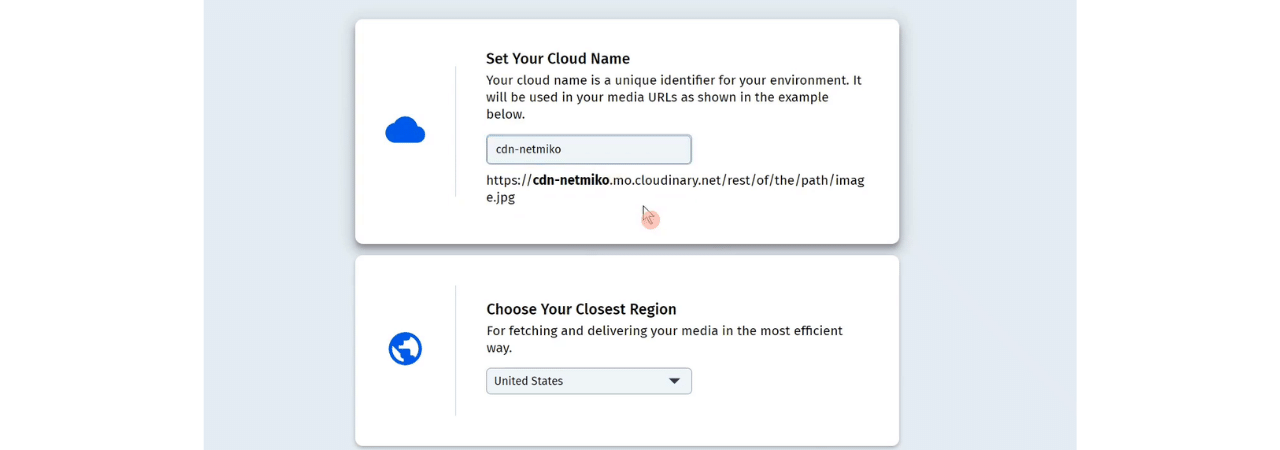 Set Your Cloud Name
Your cloud name is a unique identifier for your environment. It
will be used in your media URLs as shown in the example
below.
cdn-netmiko
https://cdn-netmiko.mo.cloudinary.net/rest/of/the/path/imag
e.jpg
Choose Your Closest Region
For fetching and delivering your media in the most efficient
way.
United States